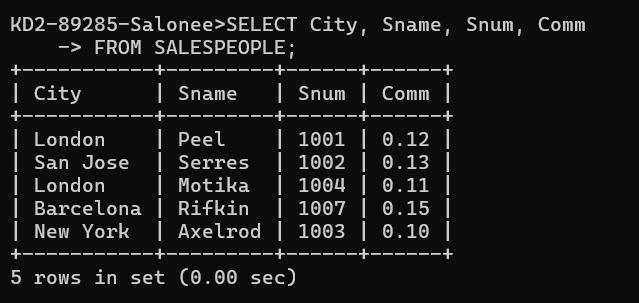 KD2-89285-Salonee>SELECT City, Sname, Snum, Comm
    -> FROM SALESPEOPLE;
+-----------+---------+------+------+
| City      | Sname   | Snum | Comm |
+-----------+---------+------+------+
| London    | Peel    | 1001 | 0.12 |
| San Jose  | Serres  | 1002 | 0.13 |
| London    | Motika  | 1004 | 0.11 |
| Barcelona | Rifkin  | 1007 | 0.15 |
| New York  | Axelrod | 1003 | 0.10 |
+-----------+---------+------+------+
5 rows in set (0.00 sec)